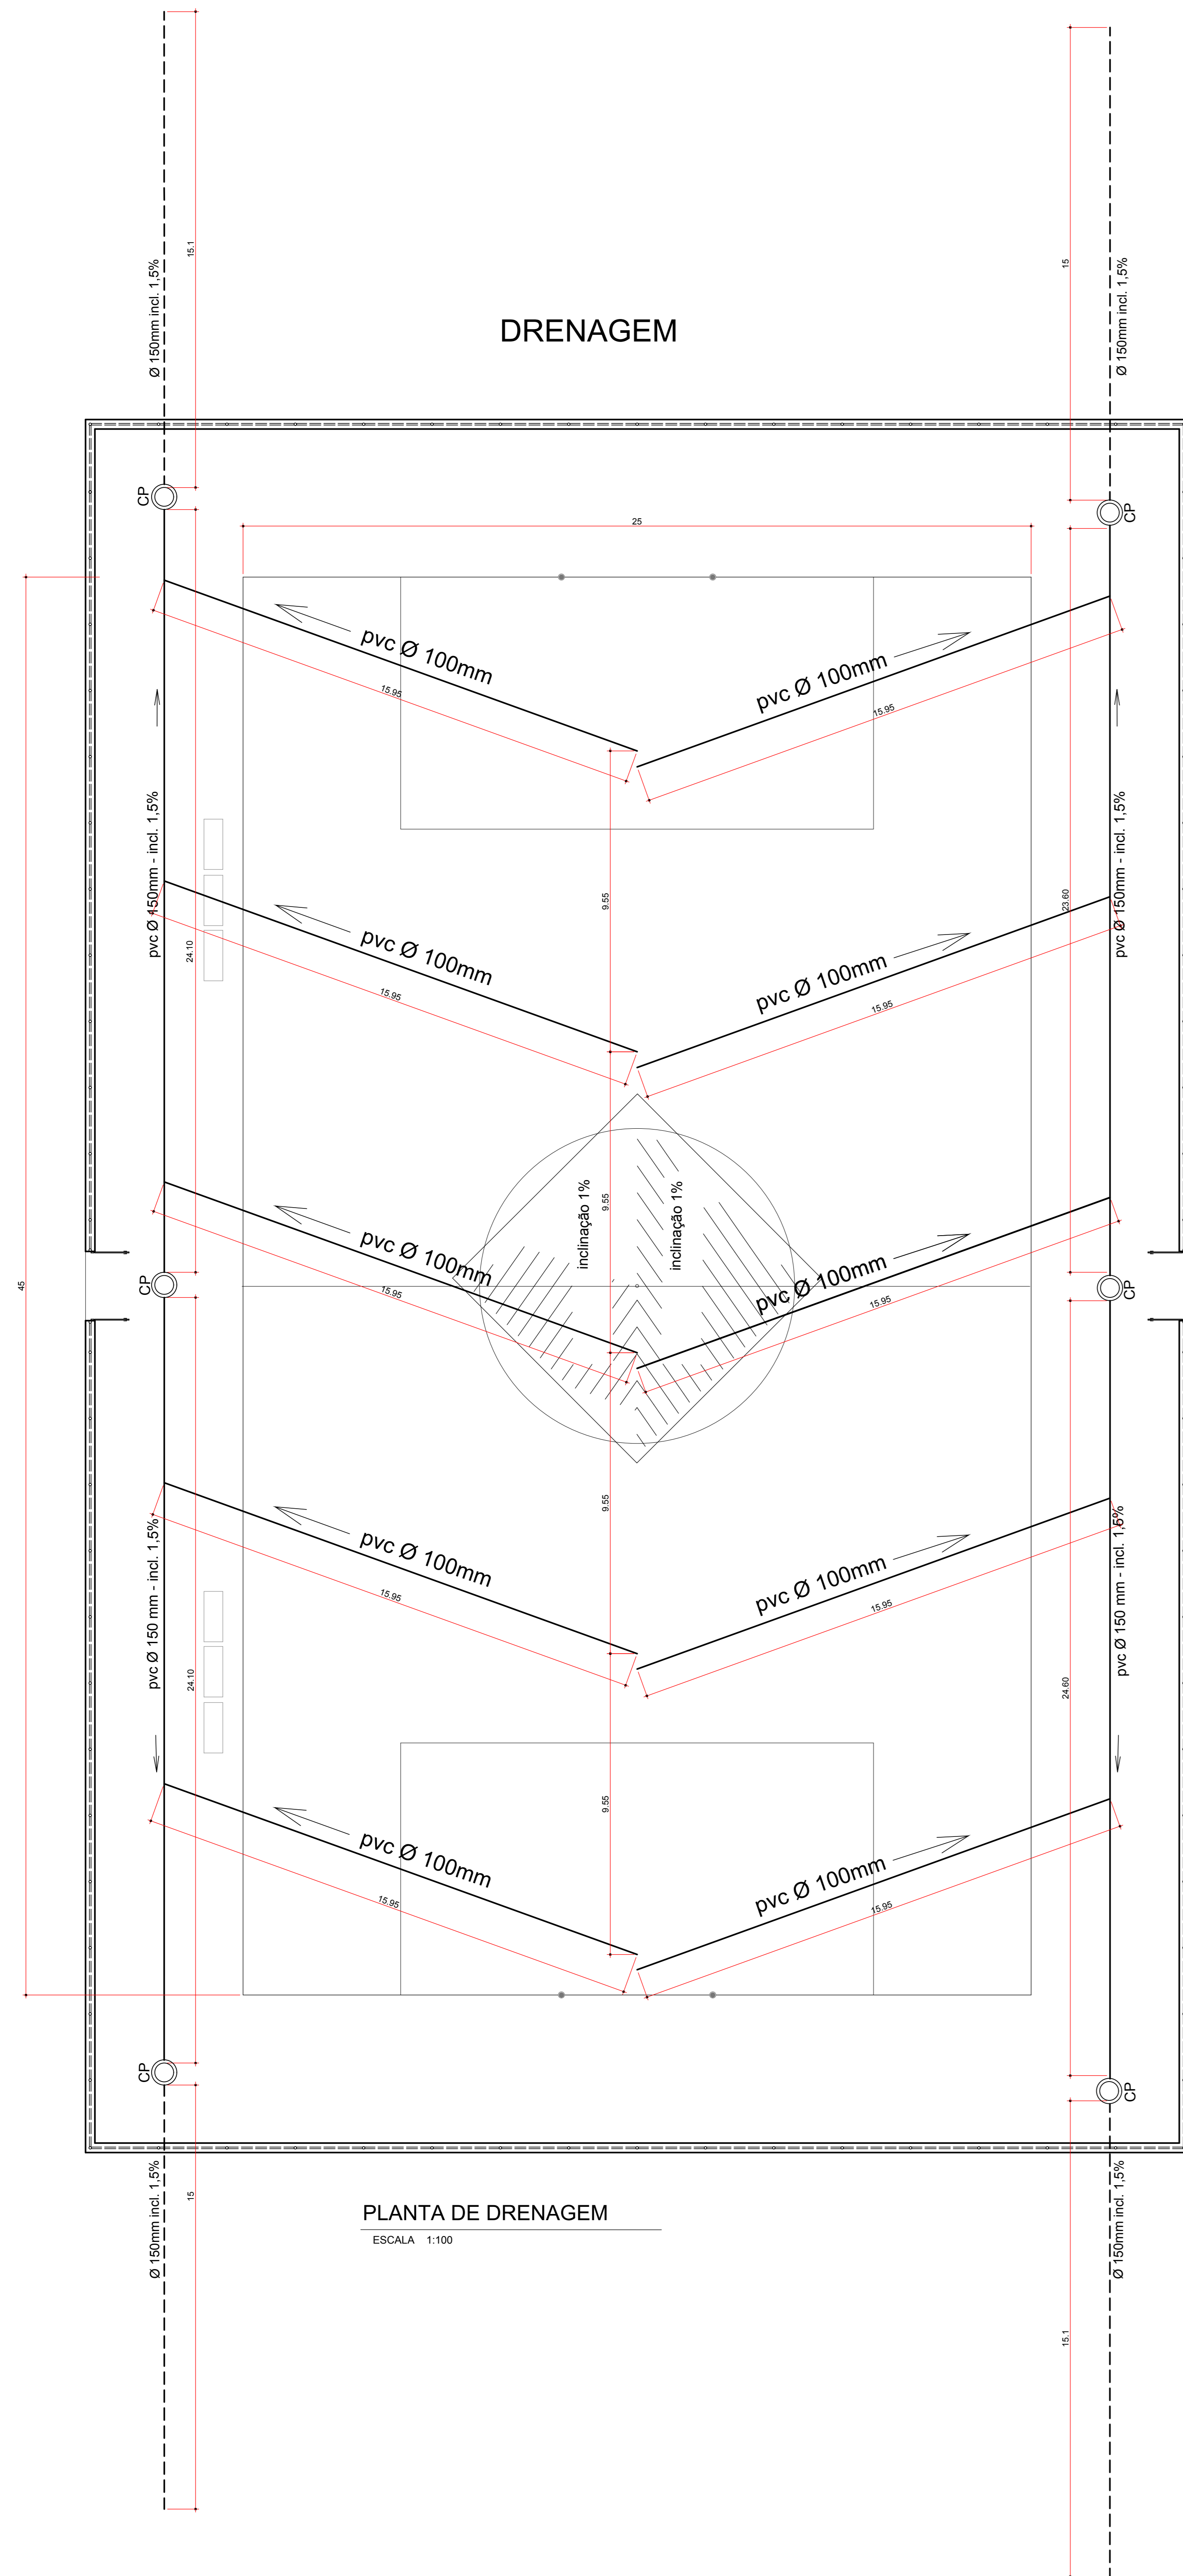 15.1
15
Ø 150mm incl. 1,5%
Ø 150mm incl. 1,5%
DRENAGEM
CP
CP
25
pvc Ø 100mm
pvc Ø 100mm
15.95
15.95
pvc Ø 150mm - incl. 1,5%
pvc Ø 150mm - incl. 1,5%
9.55
23.60
24.10
pvc Ø 100mm
pvc Ø 100mm
15.95
15.95
inclinação 1%
inclinação 1%
9.55
pvc Ø 100mm
pvc Ø 100mm
15.95
15.95
45
CP
CP
9.55
pvc Ø 100mm
pvc Ø 100mm
15.95
15.95
pvc Ø 150 mm - incl. 1,5%
pvc Ø 150 mm - incl. 1,5%
24.10
24.60
9.55
pvc Ø 100mm
pvc Ø 100mm
15.95
15.95
CP
CP
Ø 150mm incl. 1,5%
Ø 150mm incl. 1,5%
15
PLANTA DE DRENAGEM
ESCALA 1:100
15.1